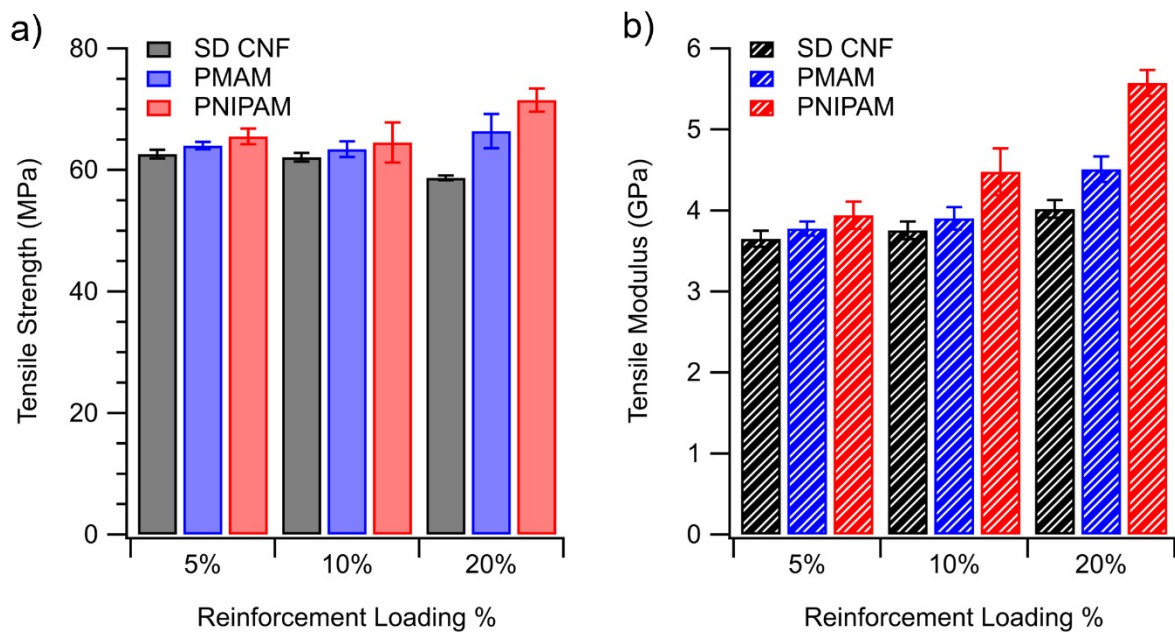 a)
80
60
40
20
0
Tensile Strength (MPa)
SD CNF
PMAM
PNIPAM
5% 10% 20%
Reinforcement Loading %
b)
6
5
4
3
2
1
0
Tensile Modulus (GPa)
SD CNF
PMAM
PNIPAM
5% 10% 20%
Reinforcement Loading %